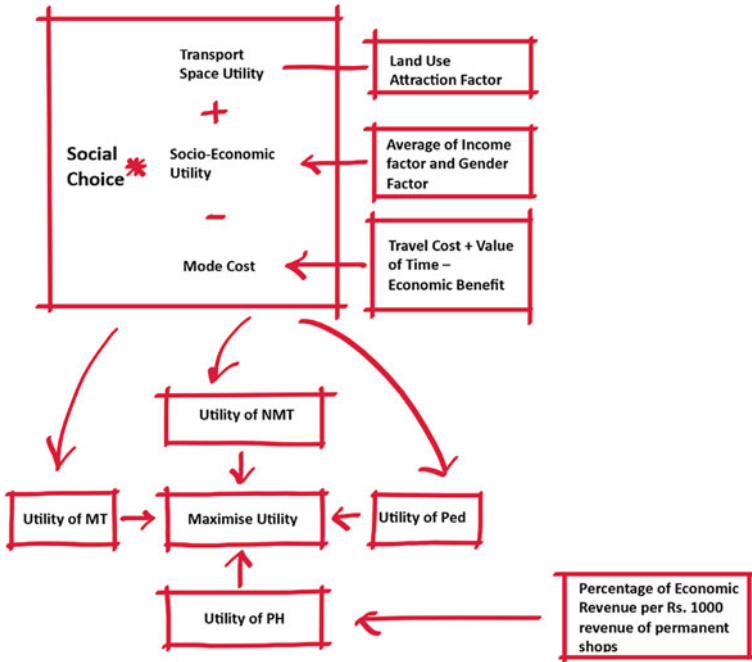 Transport
Space Utility
Land Use
Attraction Factor
+
Social
Choice
*
Socio-Economic
Utility
Average of Income
factor and Gender
Factor
–
Mode Cost
Travel Cost + Value
of Time –
Economic Benefit
Utility of NMT
Utility of MT
Maximise Utility
Utility of Ped
Utility of PH
Percentage of Economic
Revenue per Rs. 1000
revenue of permanent
shops